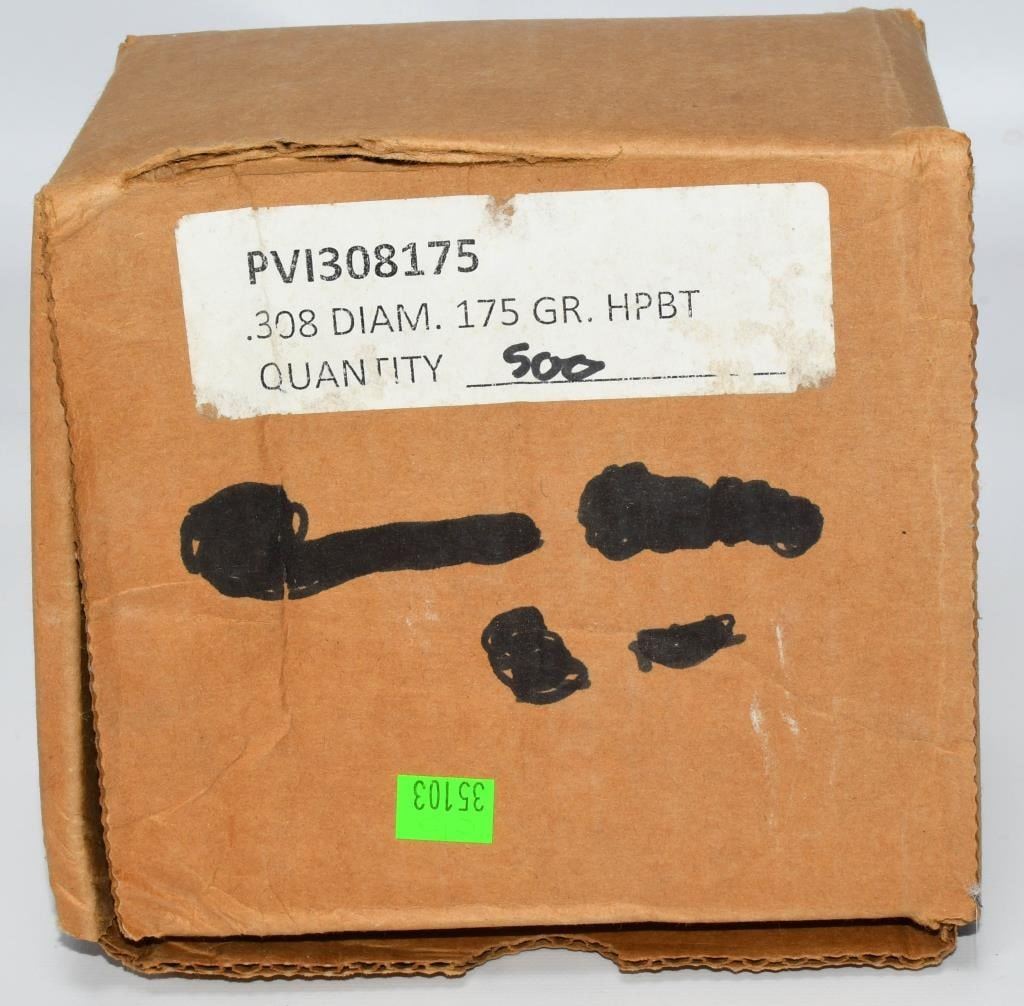 PVI308175
.308 DIAM. 175 GR. HPBT
QUANTITY 500
35103